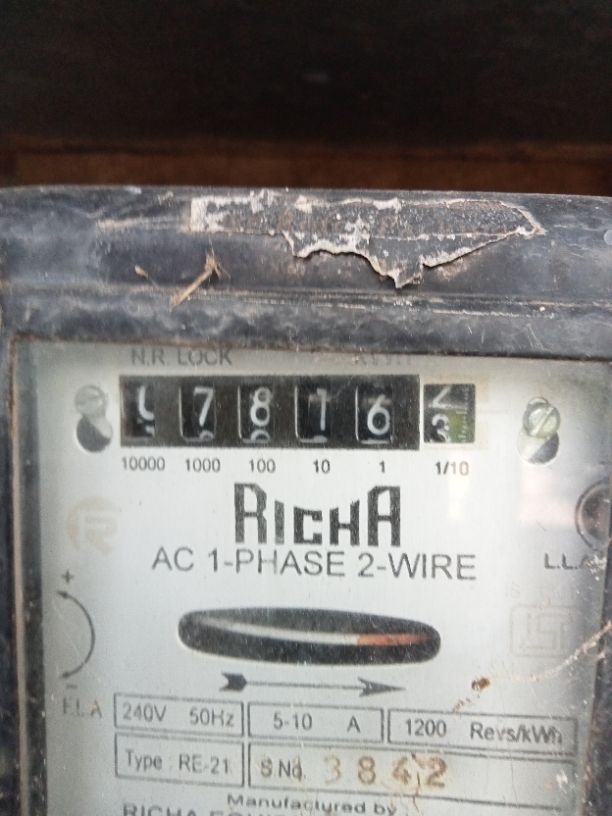 N.R. LOCK
7 8 1 6 3
10000 1000 100 10 1 1/10
RICHA
AC 1-PHASE 2-WIRE
L.L.A
+
-
F.L.A
240V 50Hz 5-10 A 1200 Revs/kWh
Type : RE-21 S.No. 3842
Manufactured by :